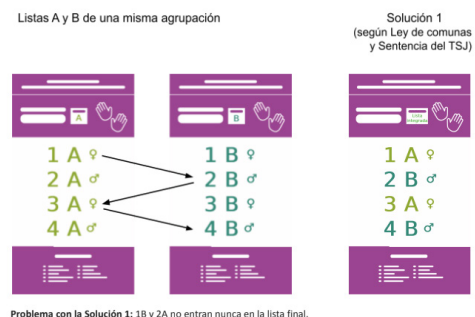 Listas A y B de una misma agrupación
Solución 1
(según Ley de comunas
y Sentencia del TSJ)
A
B
Lista
Integrada
1 A ♀
2 A ♂
3 A ♀
4 A ♂
1 B ♀
2 B ♂
3 B ♀
4 B ♂
1 A ♀
2 B ♂
3 A ♀
4 B ♂
Problema con la Solución 1: 1B y 2A no entran nunca en la lista final.